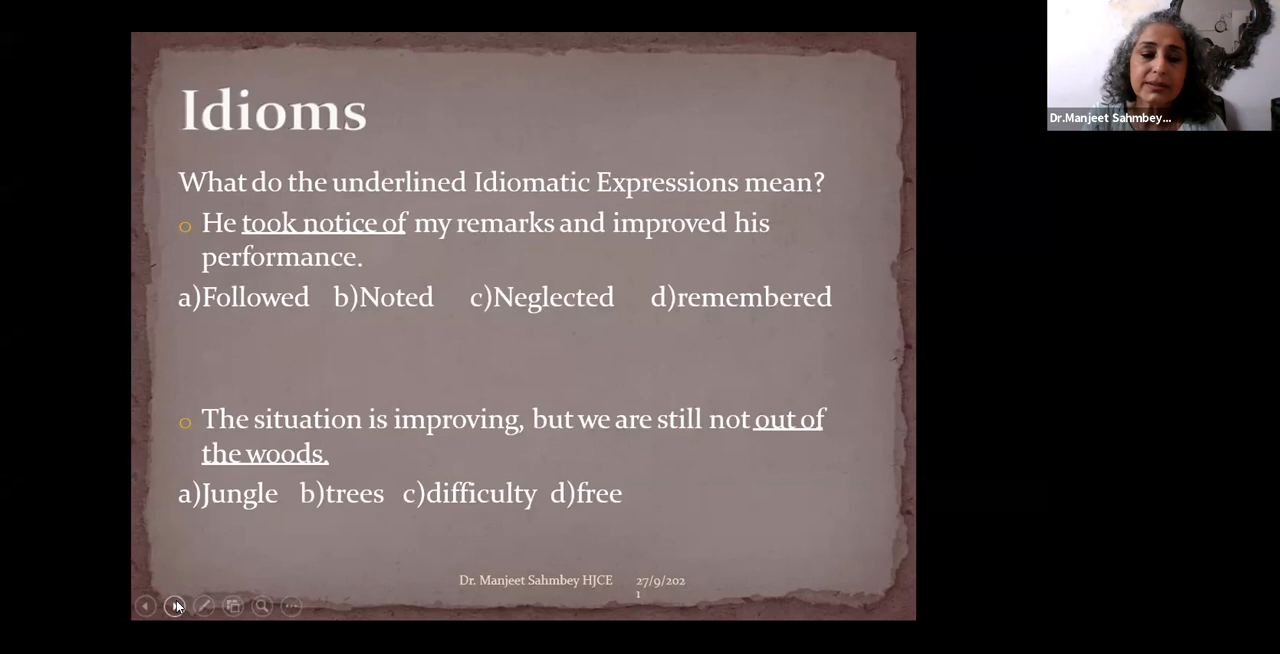 Idioms
What do the underlined Idiomatic Expressions mean?
o He took notice of my remarks and improved his
performance.
a)Followed b)Noted c)Neglected d)remembered
o The situation is improving, but we are still not out of
the woods.
a)Jungle b)trees c)difficulty d)free
Dr. Manjeet Sahmbey HJCE 27/9/202
1
Dr.Manjeet Sahmbey...